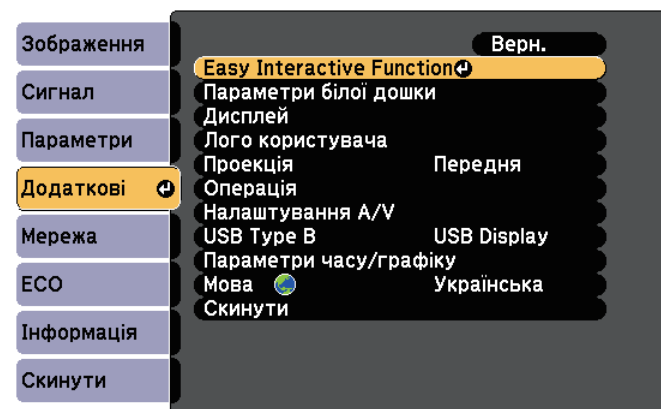 Зображення
Сигнал
Параметри
Додаткові
Мережа
ECO
Інформація
Скинути
Верн.
Easy Interactive Function
Параметри білої дошки
Дисплей
Лого користувача
Проекція Передня
Операція
Налаштування A/V
USB Type B USB Display
Параметри часу/графіку
Мова Українська
Скинути